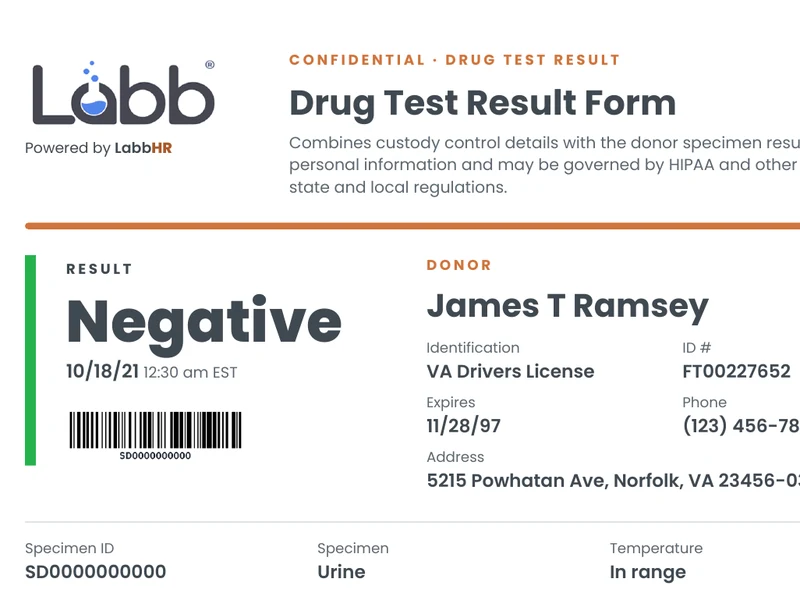 Labb®
Powered by LabbHR
CONFIDENTIAL · DRUG TEST RESULT
Drug Test Result Form
Combines custody control details with the donor specimen
personal information and may be governed by HIPAA and other
state and local regulations.
RESULT
Negative
10/18/21 12:30 am EST
SD0000000000
DONOR
James T Ramsey
Identification
VA Drivers License
ID #
FT00227652
Expires
11/28/97
Phone
(123) 456-78
Address
5215 Powhatan Ave, Norfolk, VA 23456-03
Specimen ID
SD0000000000
Specimen
Urine
Temperature
In range